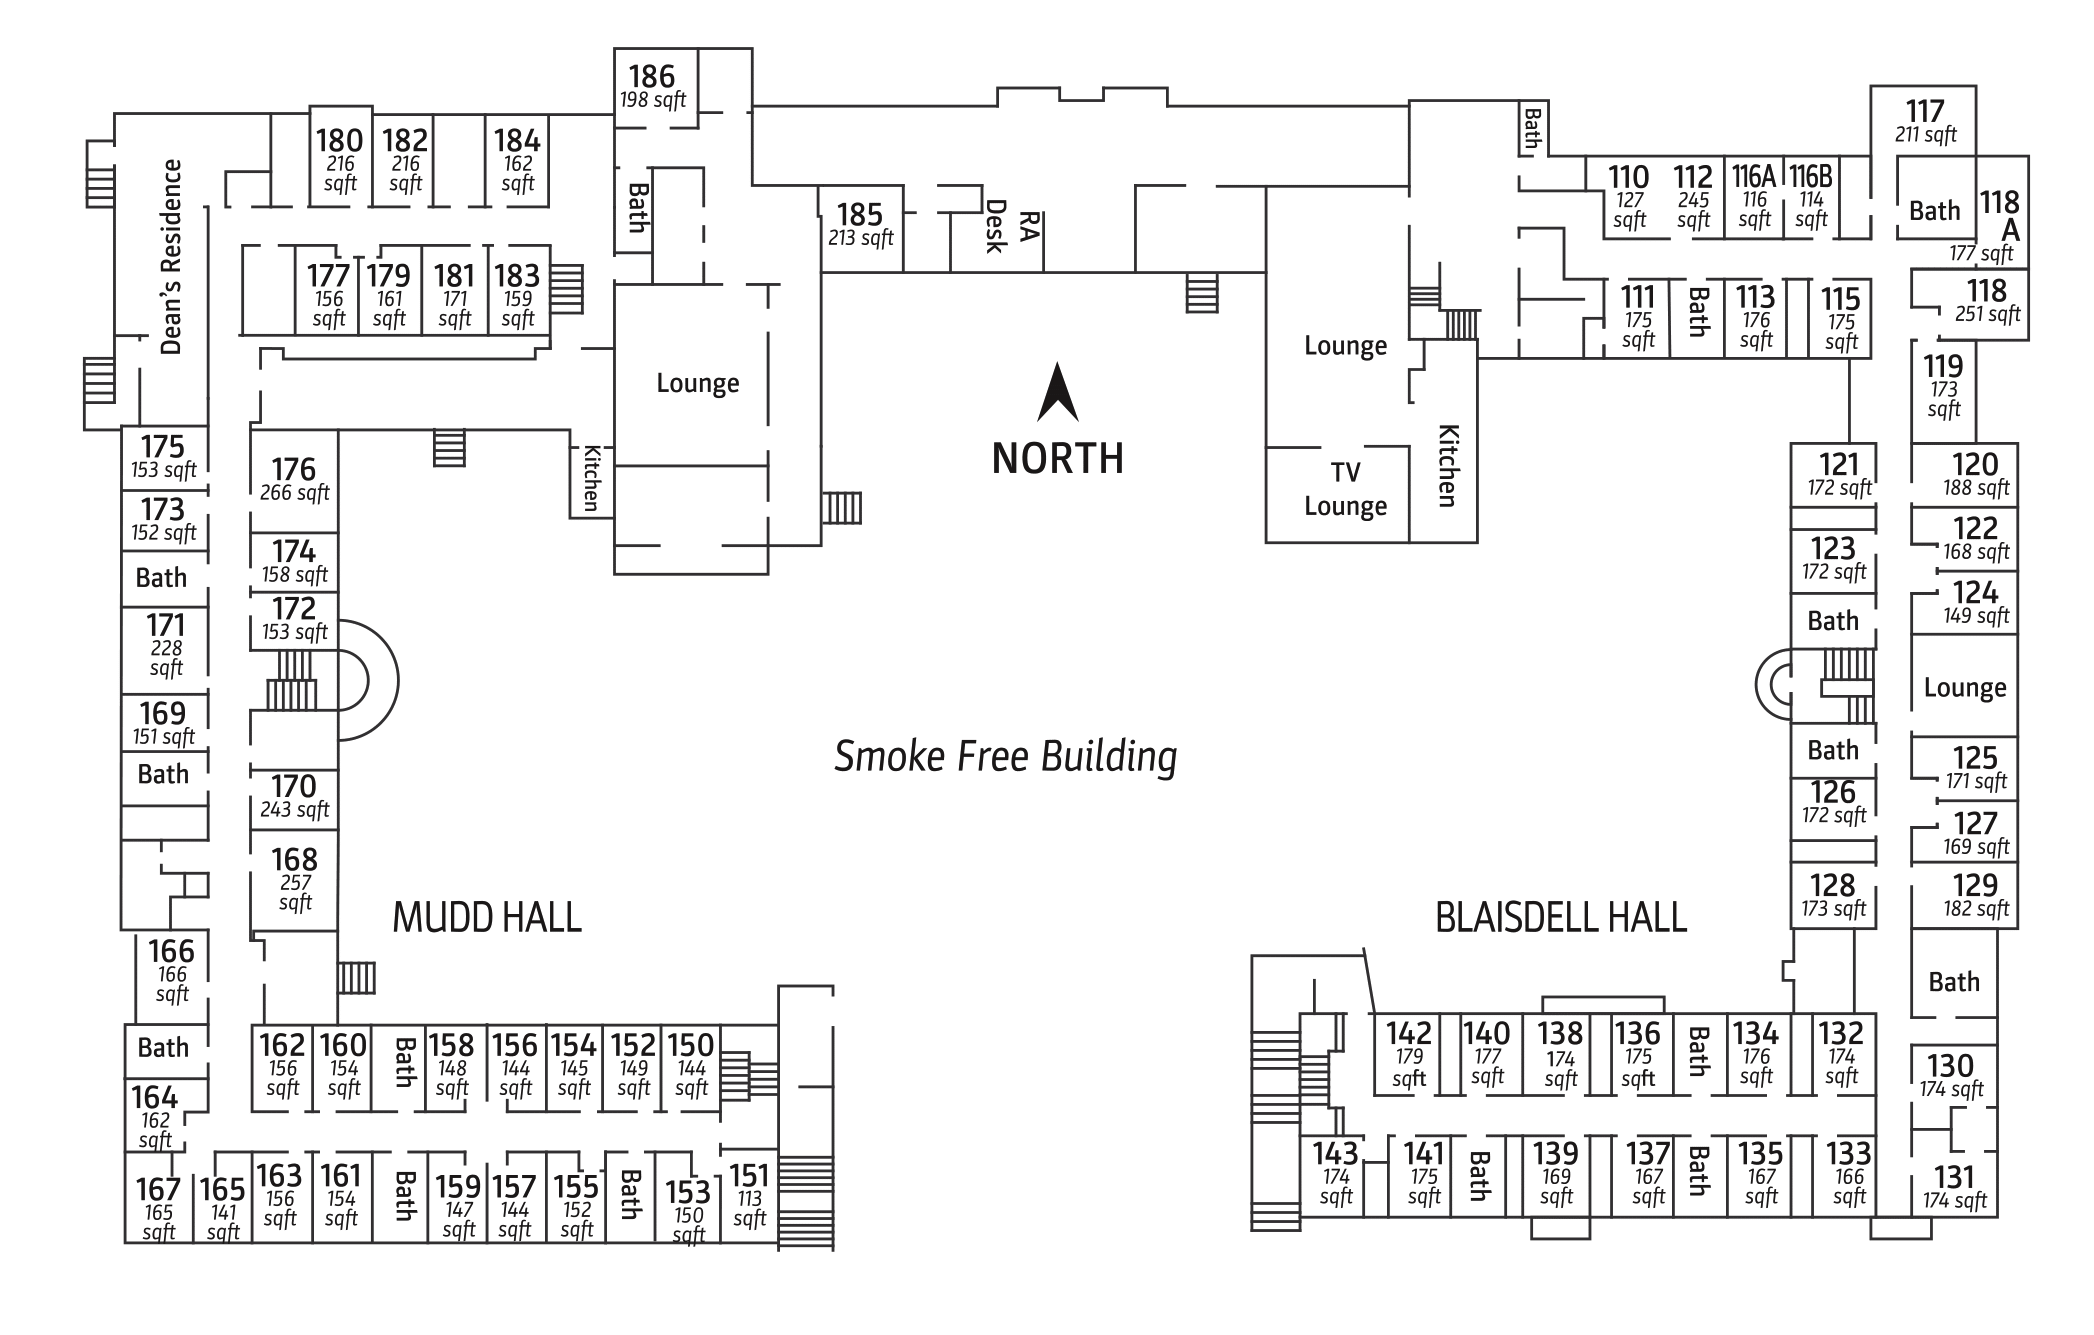 186
198 sqft
117
211 sqft
180
216
sqft
182
216
sqft
184
162
sqft
Bath
110
127
sqft
112
245
sqft
116A
116
sqft
116B
114
sqft
Dean's Residence
Bath
185
213 sqft
Desk
RA
Bath
118
A
177 sqft
177
156
sqft
179
161
sqft
181
171
sqft
183
159
sqft
111
175
sqft
Bath
113
176
sqft
115
175
sqft
118
251 sqft
Lounge
Lounge
119
173
sqft
NORTH
175
153 sqft
176
266 sqft
Kitchen
TV
Lounge
Kitchen
121
172 sqft
120
188 sqft
173
152 sqft
174
158 sqft
123
172 sqft
122
168 sqft
Bath
172
153 sqft
Bath
124
149 sqft
171
228
sqft
Lounge
169
151 sqft
Smoke Free Building
Bath
125
171 sqft
Bath
170
243 sqft
126
172 sqft
127
169 sqft
168
257
sqft
128
173 sqft
129
182 sqft
MUDD HALL
BLAISDELL HALL
166
166
sqft
Bath
Bath
162
156
sqft
160
154
sqft
Bath
158
148
sqft
156
144
sqft
154
145
sqft
152
149
sqft
150
144
sqft
142
179
sqft
140
177
sqft
138
174
sqft
136
175
sqft
Bath
134
176
sqft
132
174
sqft
130
174 sqft
164
162
sqft
167
165
sqft
165
141
sqft
163
156
sqft
161
154
sqft
Bath
159
147
sqft
157
144
sqft
155
152
sqft
Bath
153
150
sqft
151
113
sqft
143
174
sqft
141
175
sqft
Bath
139
169
sqft
137
167
sqft
Bath
135
167
sqft
133
166
sqft
131
174 sqft